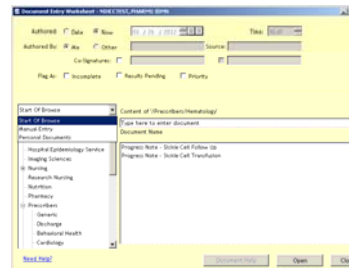 Document Entry Worksheet -
Authored: Date Now Time:
Authored By: Me Other Source:
Co-Signatures:
Flag As: Incomplete Results Pending Priority
Start Of Browse
Content of '/Prescribers/Hematology/
Start Of Browse
Manual Entry
Personal Documents
Type here to enter document
Document Name
Hospital Epidemiology Service
Imaging Sciences
Nursing
Research Nursing
Nutrition
Pharmacy
Prescribers
Generic
Discharge
Behavioral Health
Cardiology
Progress Note - Sickle Cell Follow Up
Progress Note - Sickle Cell Transfusion
Need Help?
Document Help
Open
Clo